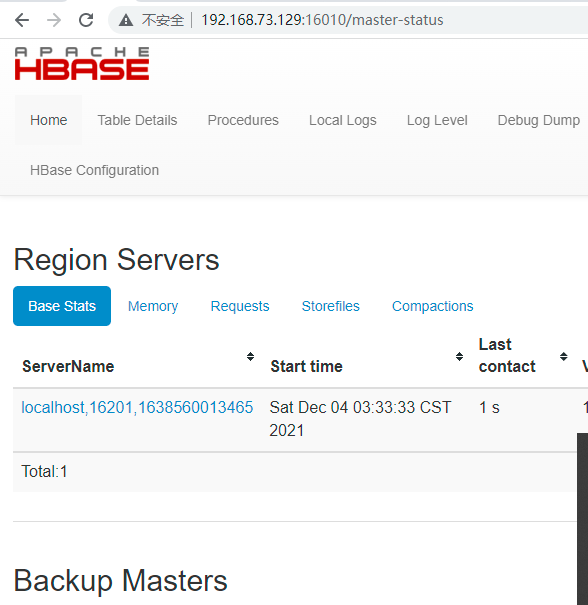 不安全 192.168.73.129:16010/master-status
APACHE
HBASE
Home Table Details Procedures Local Logs Log Level Debug Dump
HBase Configuration
Region Servers
Base Stats Memory Requests Storefiles Compactions
ServerName Start time Last contact
localhost,16201,1638560013465 Sat Dec 04 03:33:33 CST 2021 1 s
Total:1
Backup Masters